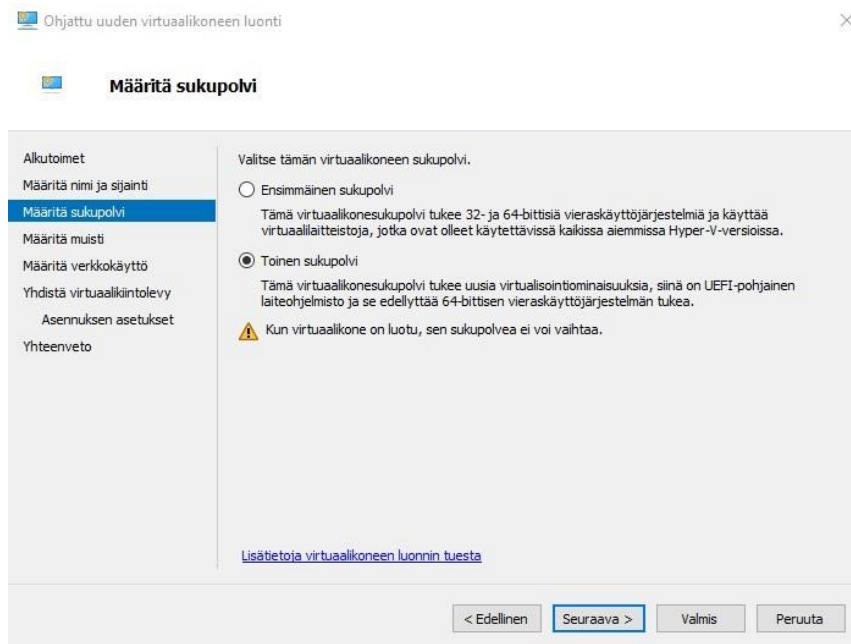 Ohjattu uuden virtuaalikoneen luonti
Määritä sukupolvi
Alkutoimet
Määritä nimi ja sijainti
Määritä sukupolvi
Määritä muisti
Määritä verkkokäyttö
Yhdistä virtuaalikiintolevy
Asennuksen asetukset
Yhteenveto
Valitse tämän virtuaalikoneen sukupolvi.
Ensimmäinen sukupolvi
Tämä virtuaalikonesukupolvi tukee 32- ja 64-bittisiä vieraskäyttöjärjestelmiä ja käyttää
virtuaalilaitteistoja, jotka ovat olleet käytettävissä kaikissa aiemmissa Hyper-V-versioissa.
Toinen sukupolvi
Tämä virtuaalikonesukupolvi tukee uusia virtualisointiominaisuuksia, siinä on UEFI-pohjainen
laiteohjelmisto ja se edellyttää 64-bittisen vieraskäyttöjärjestelmän tukea.
Kun virtuaalikone on luotu, sen sukupolvea ei voi vaihtaa.
Lisätietoja virtuaalikoneen luonnin tuesta
< Edellinen
Seuraava >
Valmis
Peruuta